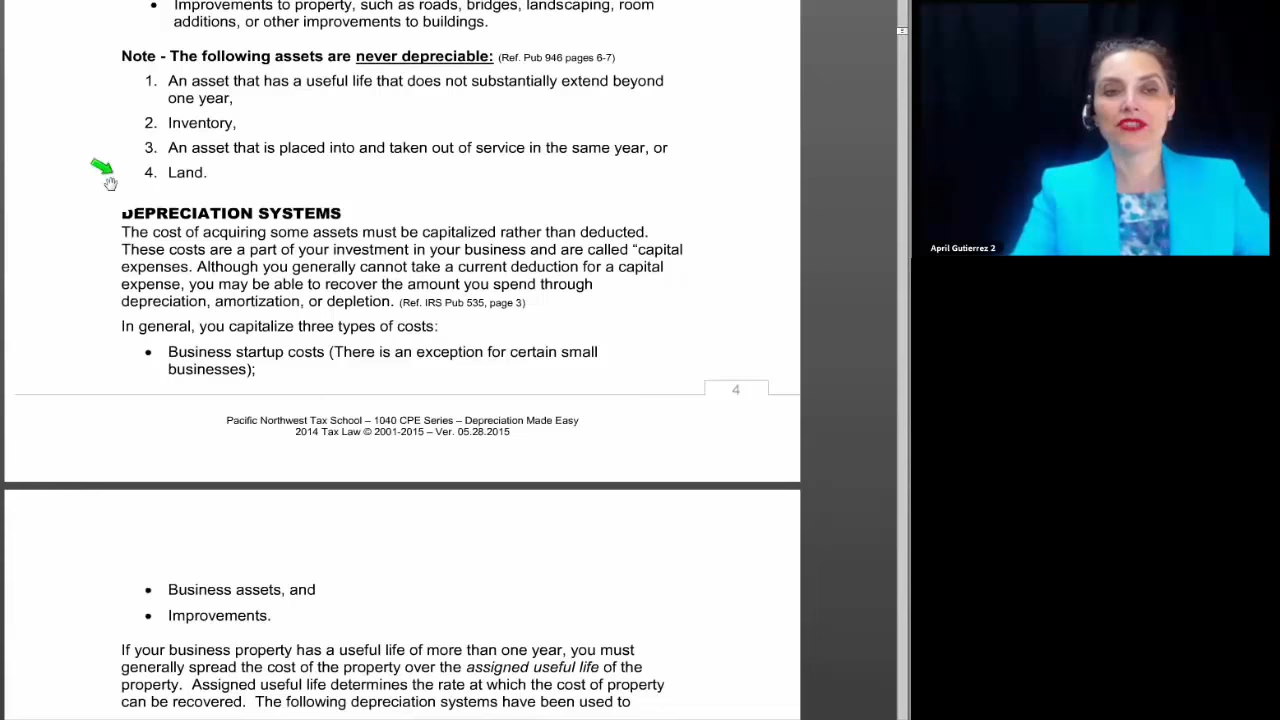 Improvements to property, such as roads, bridges, landscaping, room
additions, or other improvements to buildings.
Note - The following assets are never depreciable: (Ref. Pub 946 pages 6-7)
1. An asset that has a useful life that does not substantially extend beyond
one year,
2. Inventory,
3. An asset that is placed into and taken out of service in the same year, or
4. Land.
DEPRECIATION SYSTEMS
The cost of acquiring some assets must be capitalized rather than deducted.
These costs are a part of your investment in your business and are called “capital
expenses. Although you generally cannot take a current deduction for a capital
expense, you may be able to recover the amount you spend through
depreciation, amortization, or depletion. (Ref. IRS Pub 535, page 3)
In general, you capitalize three types of costs:
• Business startup costs (There is an exception for certain small
businesses);
4
Pacific Northwest Tax School – 1040 CPE Series – Depreciation Made Easy
2014 Tax Law © 2001-2015 – Ver. 05.28.2015
• Business assets, and
• Improvements.
If your business property has a useful life of more than one year, you must
generally spread the cost of the property over the assigned useful life of the
property. Assigned useful life determines the rate at which the cost of property
can be recovered. The following depreciation systems have been used to
April Gutierrez 2